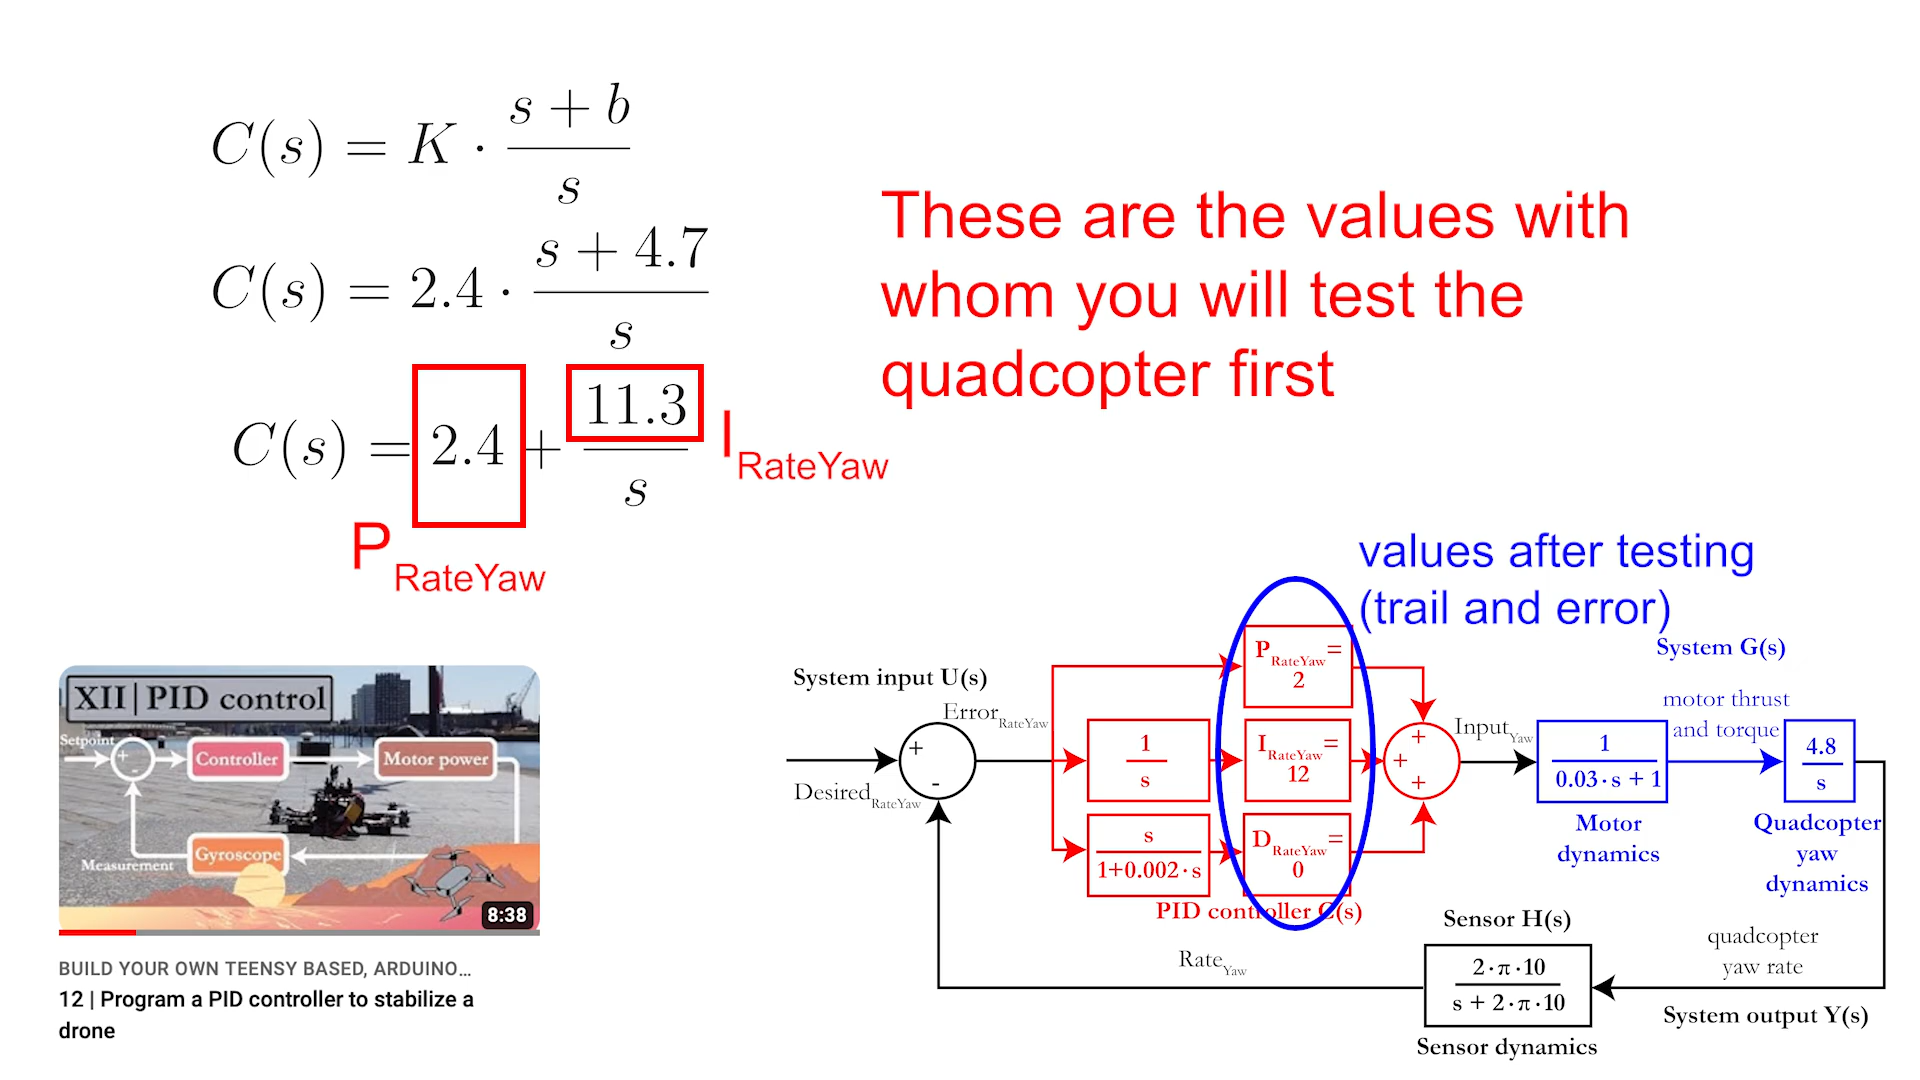 C(s) = K · (s + b)/s
C(s) = 2.4 · (s + 4.7)/s
C(s) = 2.4 + 11.3/s
P RateYaw
I RateYaw
These are the values with
whom you will test the
quadcopter first
values after testing
(trail and error)
System input U(s)
Error RateYaw
Desired RateYaw
+
-
1/s
s/(1+0.002·s)
P RateYaw =
2
I RateYaw =
12
D RateYaw =
0
PID controller C(s)
+
+
+
Input Yaw
System G(s)
1/(0.03·s + 1)
Motor
dynamics
motor thrust
and torque
4.8/s
Quadcopter
yaw
dynamics
quadcopter
yaw rate
System output Y(s)
Sensor H(s)
2·π·10/(s + 2·π·10)
Sensor dynamics
Rate Yaw
XII | PID control
Setpoint
+
-
Controller
Motor power
Gyroscope
Measurement
8:38
BUILD YOUR OWN TEENSY BASED, ARDUINO…
12 | Program a PID controller to stabilize a
drone